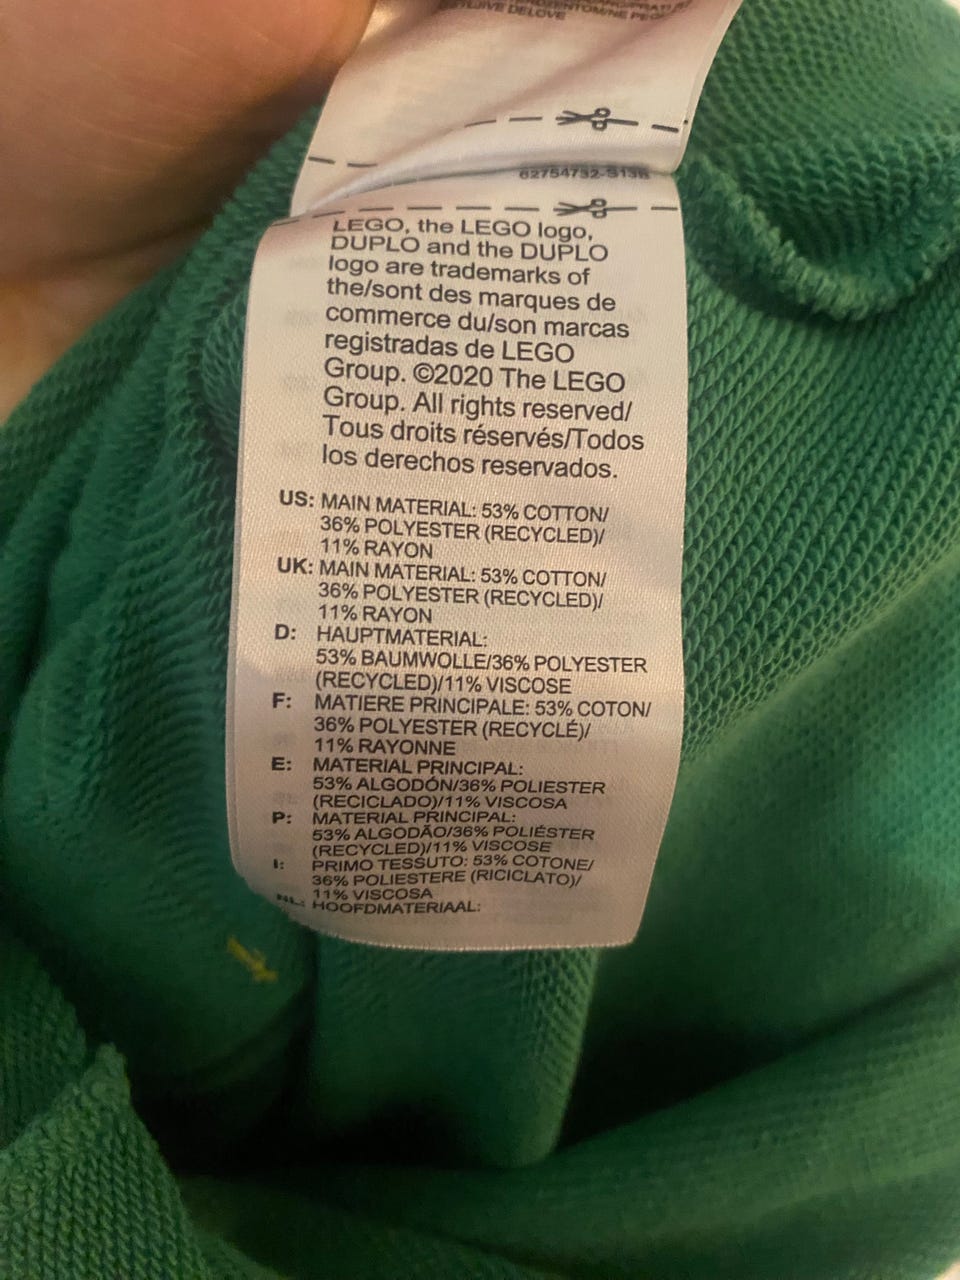 62754732-S13B
LEGO, the LEGO logo,
DUPLO and the DUPLO
logo are trademarks of
the/sont des marques de
commerce du/son marcas
registradas de LEGO
Group. ©2020 The LEGO
Group. All rights reserved/
Tous droits réservés/Todos
los derechos reservados.
US: MAIN MATERIAL: 53% COTTON/
36% POLYESTER (RECYCLED)/
11% RAYON
UK: MAIN MATERIAL: 53% COTTON/
36% POLYESTER (RECYCLED)/
11% RAYON
D: HAUPTMATERIAL:
53% BAUMWOLLE/36% POLYESTER
(RECYCLED)/11% VISCOSE
F: MATIERE PRINCIPALE: 53% COTON/
36% POLYESTER (RECYCLÉ)/
11% RAYONNE
E: MATERIAL PRINCIPAL:
53% ALGODÓN/36% POLIESTER
(RECICLADO)/11% VISCOSA
P: MATERIAL PRINCIPAL:
53% ALGODÃO/36% POLIÉSTER
(RECYCLED)/11% VISCOSE
I: PRIMO TESSUTO: 53% COTONE/
36% POLIESTERE (RICICLATO)/
11% VISCOSA
NL: HOOFDMATERIAAL: